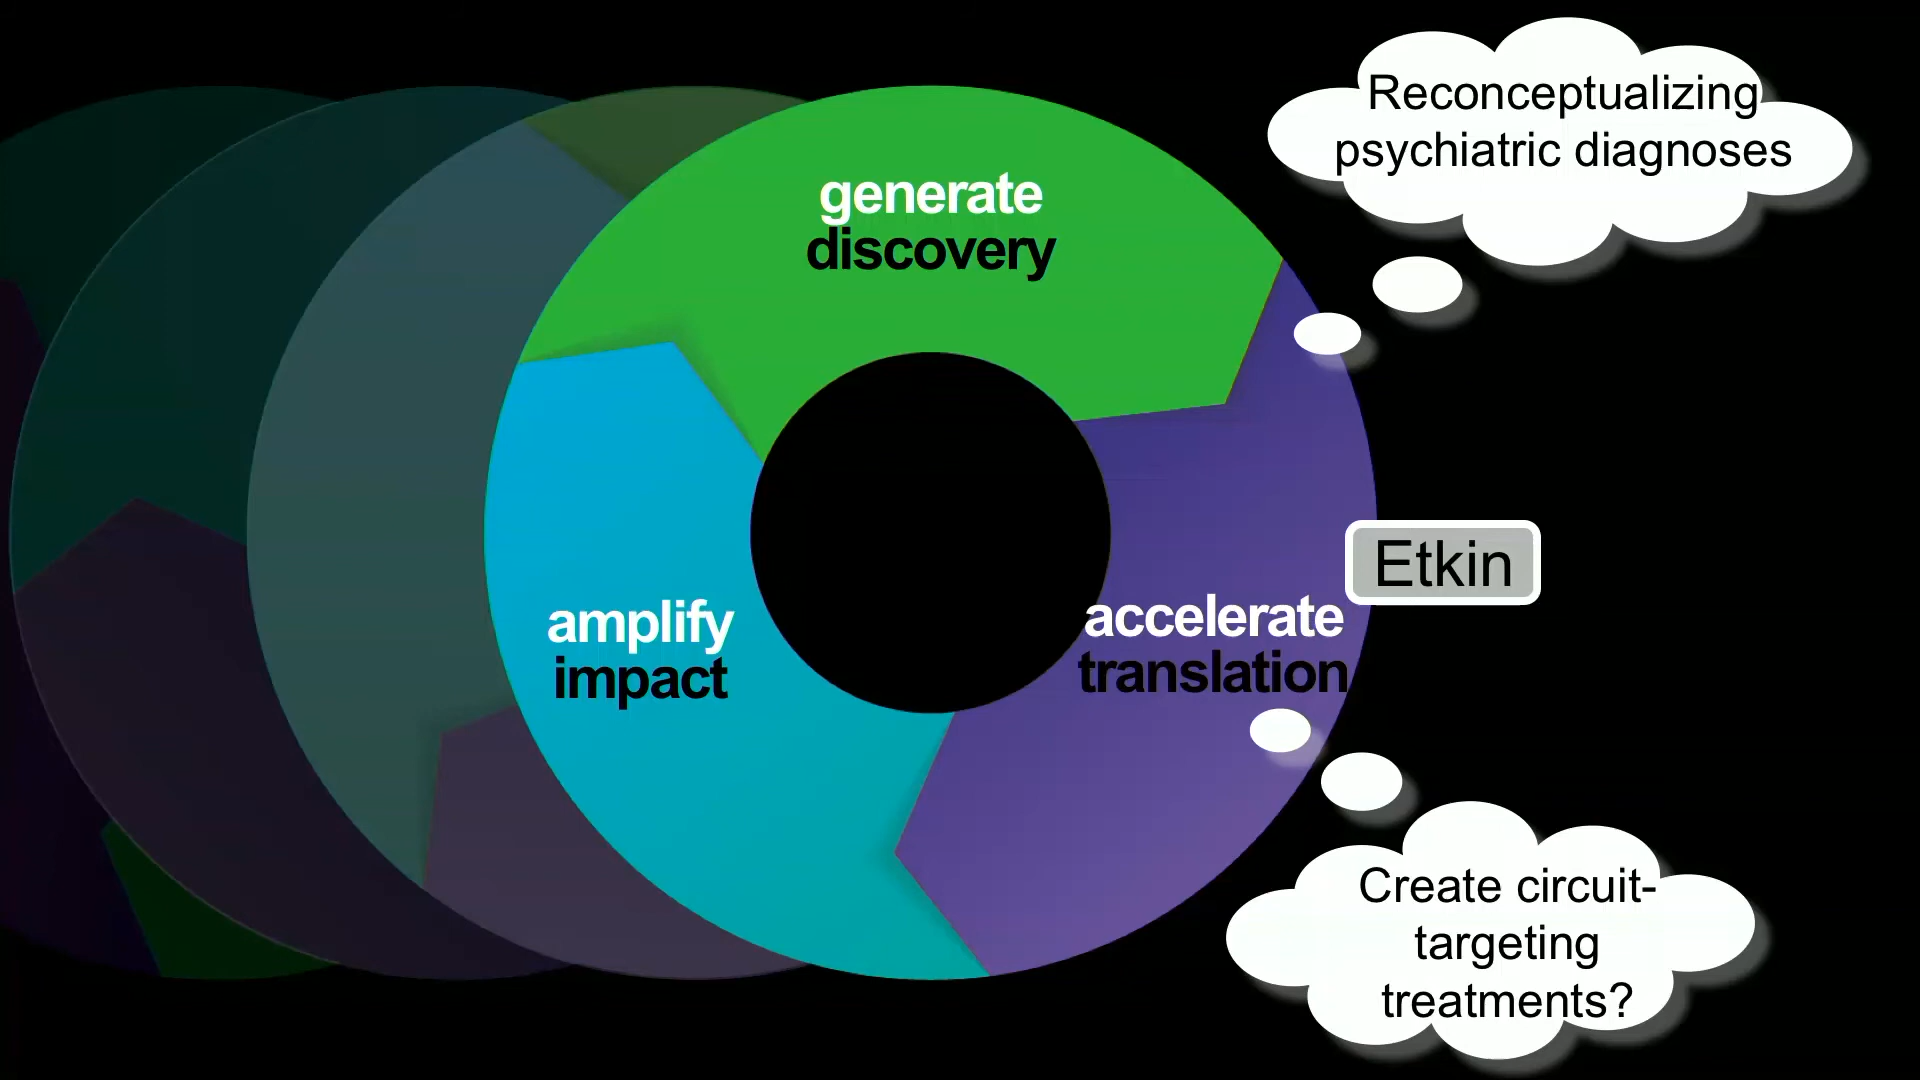 Reconceptualizing
psychiatric diagnoses
generate
discovery
Etkin
accelerate
translation
amplify
impact
Create circuit-
targeting
treatments?